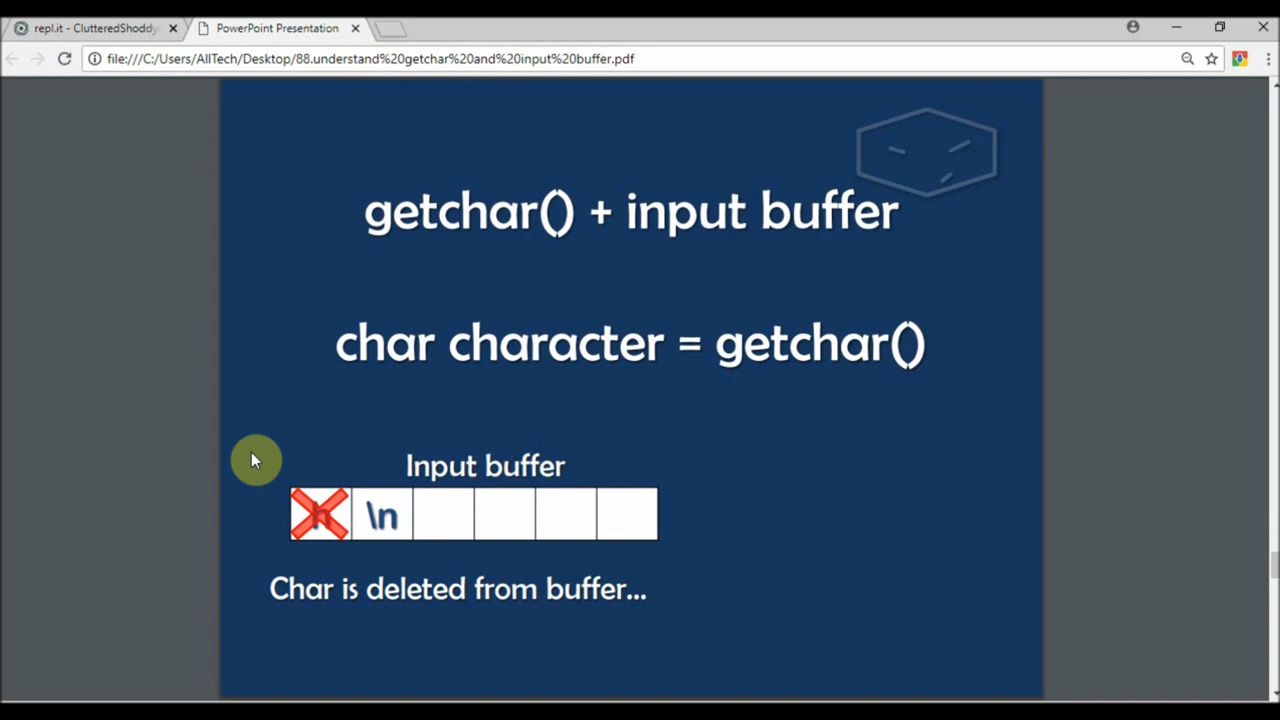 repl.it - ClutteredShoddy
PowerPoint Presentation
file:///C:/Users/AllTech/Desktop/88.understand%20getchar%20and%20input%20buffer.pdf
getchar() + input buffer
char character = getchar()
Input buffer
h \n
Char is deleted from buffer...